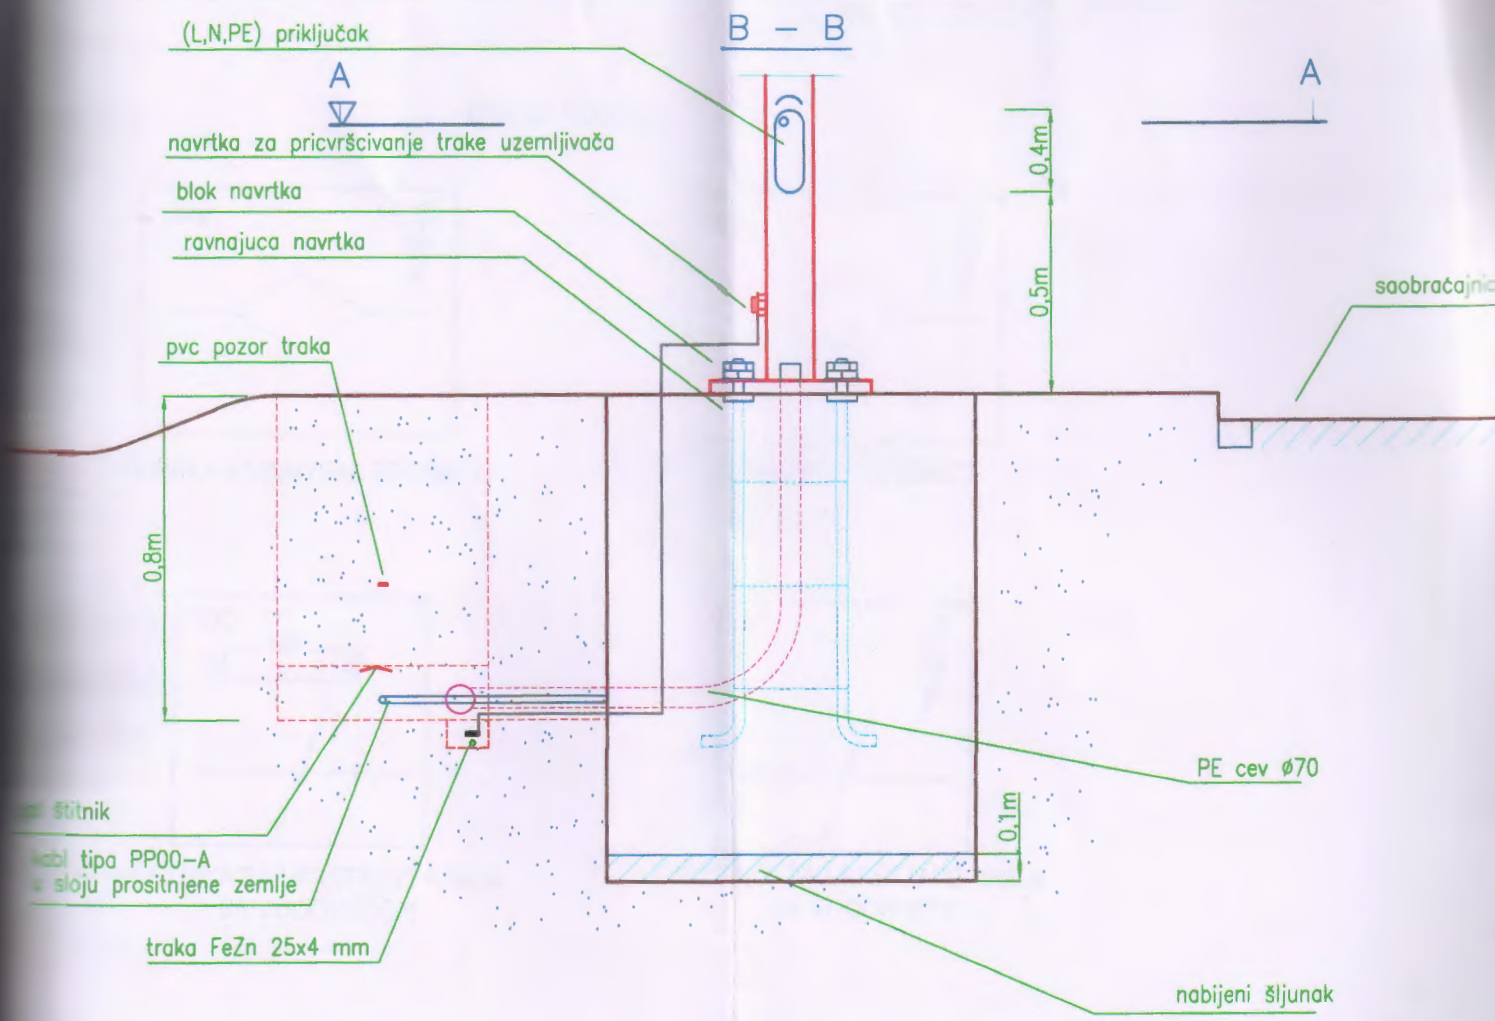 (L,N,PE) priključak
B - B
A
A
navrtka za pricvršcivanje trake uzemljivača
blok navrtka
ravnajuca navrtka
pvc pozor traka
0,4m
0,5m
0,8m
štitnik
kabl tipa PP00-A
sloju prositnjene zemlje
traka FeZn 25x4 mm
PE cev ø70
0,1m
nabijeni šljunak